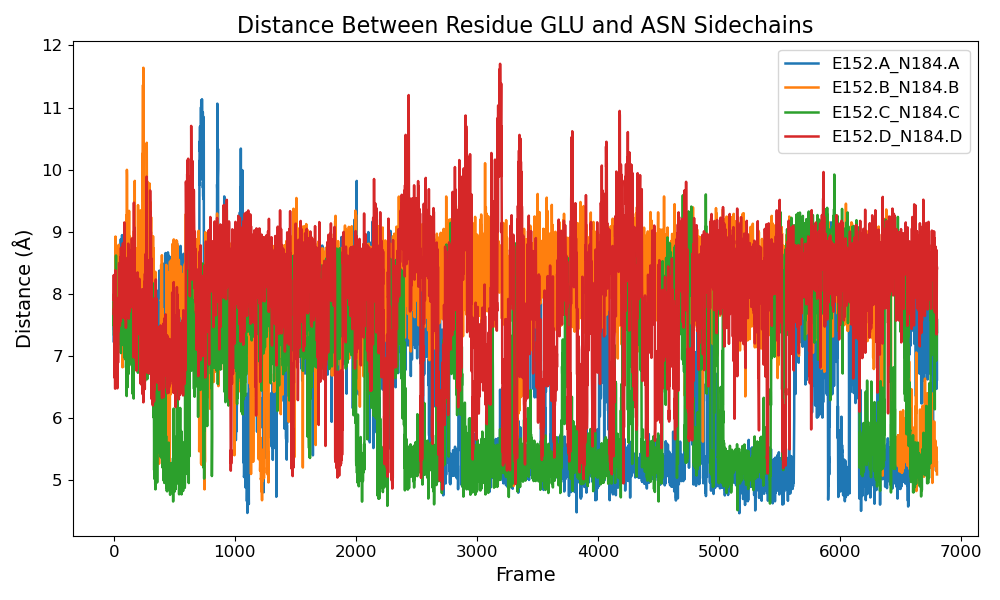 Distance Between Residue GLU and ASN Sidechains
E152.A_N184.A
E152.B_N184.B
E152.C_N184.C
E152.D_N184.D
12
11
10
9
8
7
6
5
Distance (Å)
0 1000 2000 3000 4000 5000 6000 7000
Frame